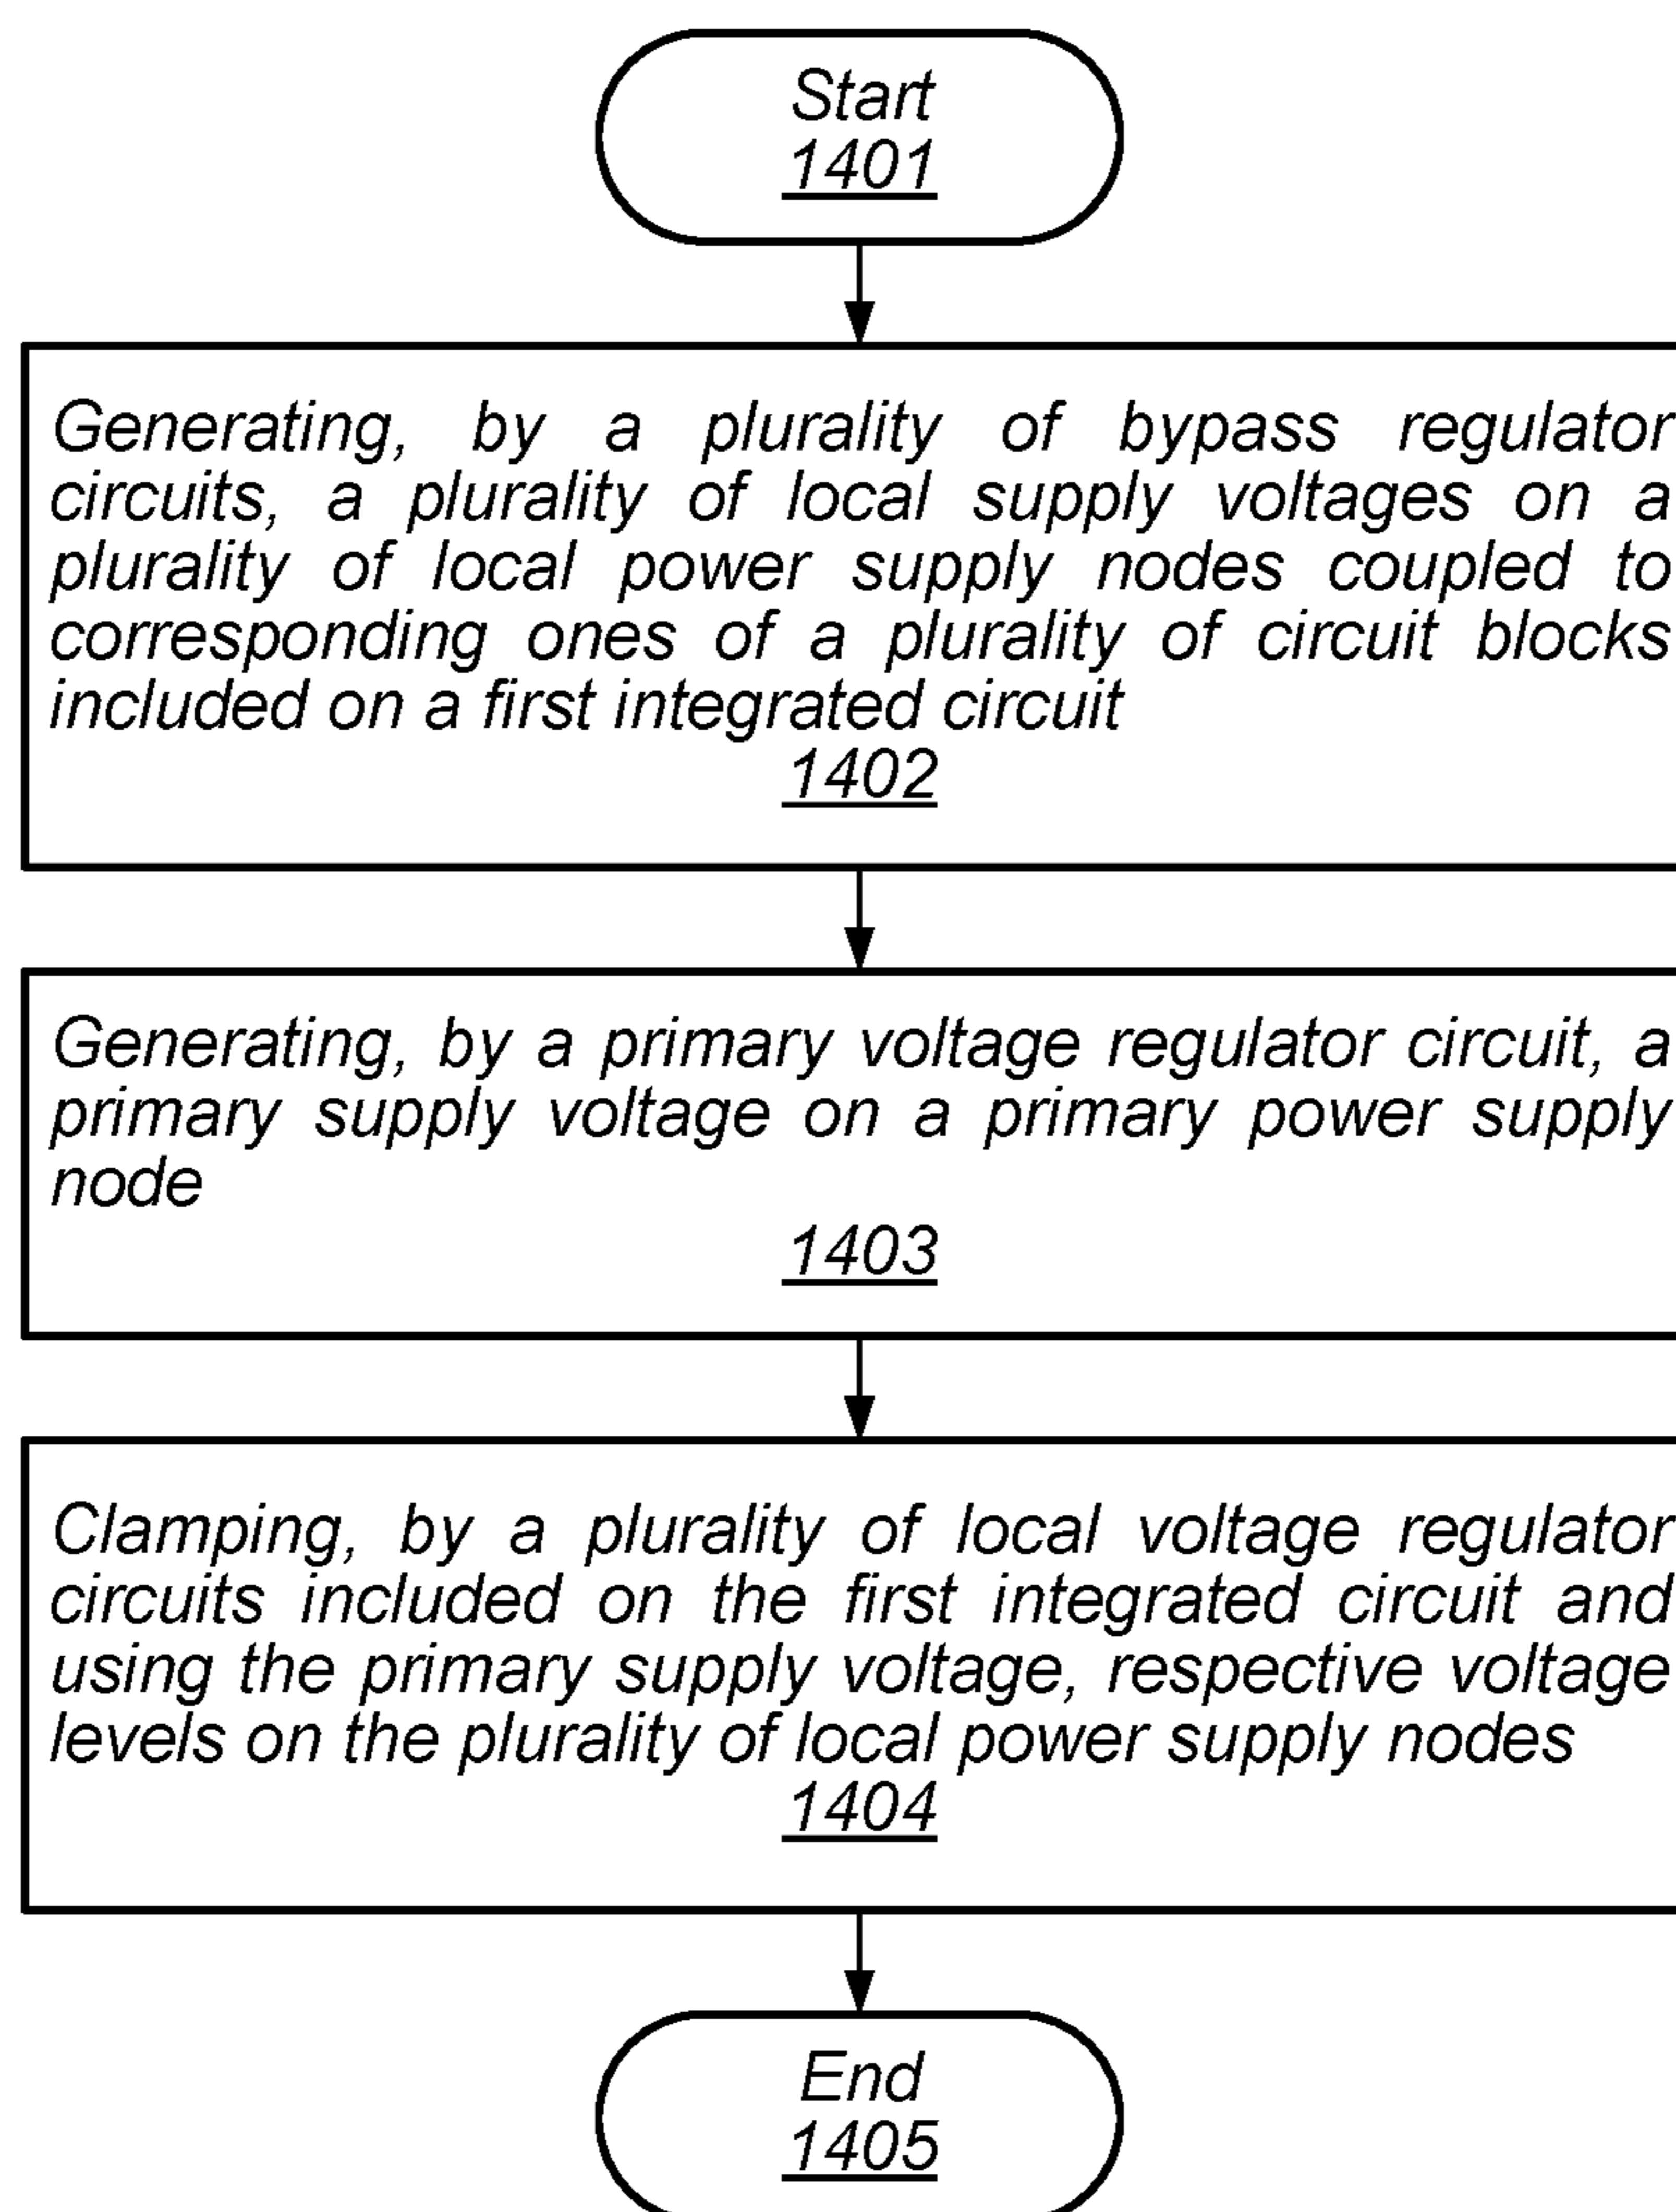 Start
1401
Generating, by a plurality of bypass regulator
circuits, a plurality of local supply voltages on a
plurality of local power supply nodes coupled to
corresponding ones of a plurality of circuit blocks
included on a first integrated circuit
1402
Generating, by a primary voltage regulator circuit, a
primary supply voltage on a primary power supply
node
1403
Clamping, by a plurality of local voltage regulator
circuits included on the first integrated circuit and
using the primary supply voltage, respective voltage
levels on the plurality of local power supply nodes
1404
End
1405